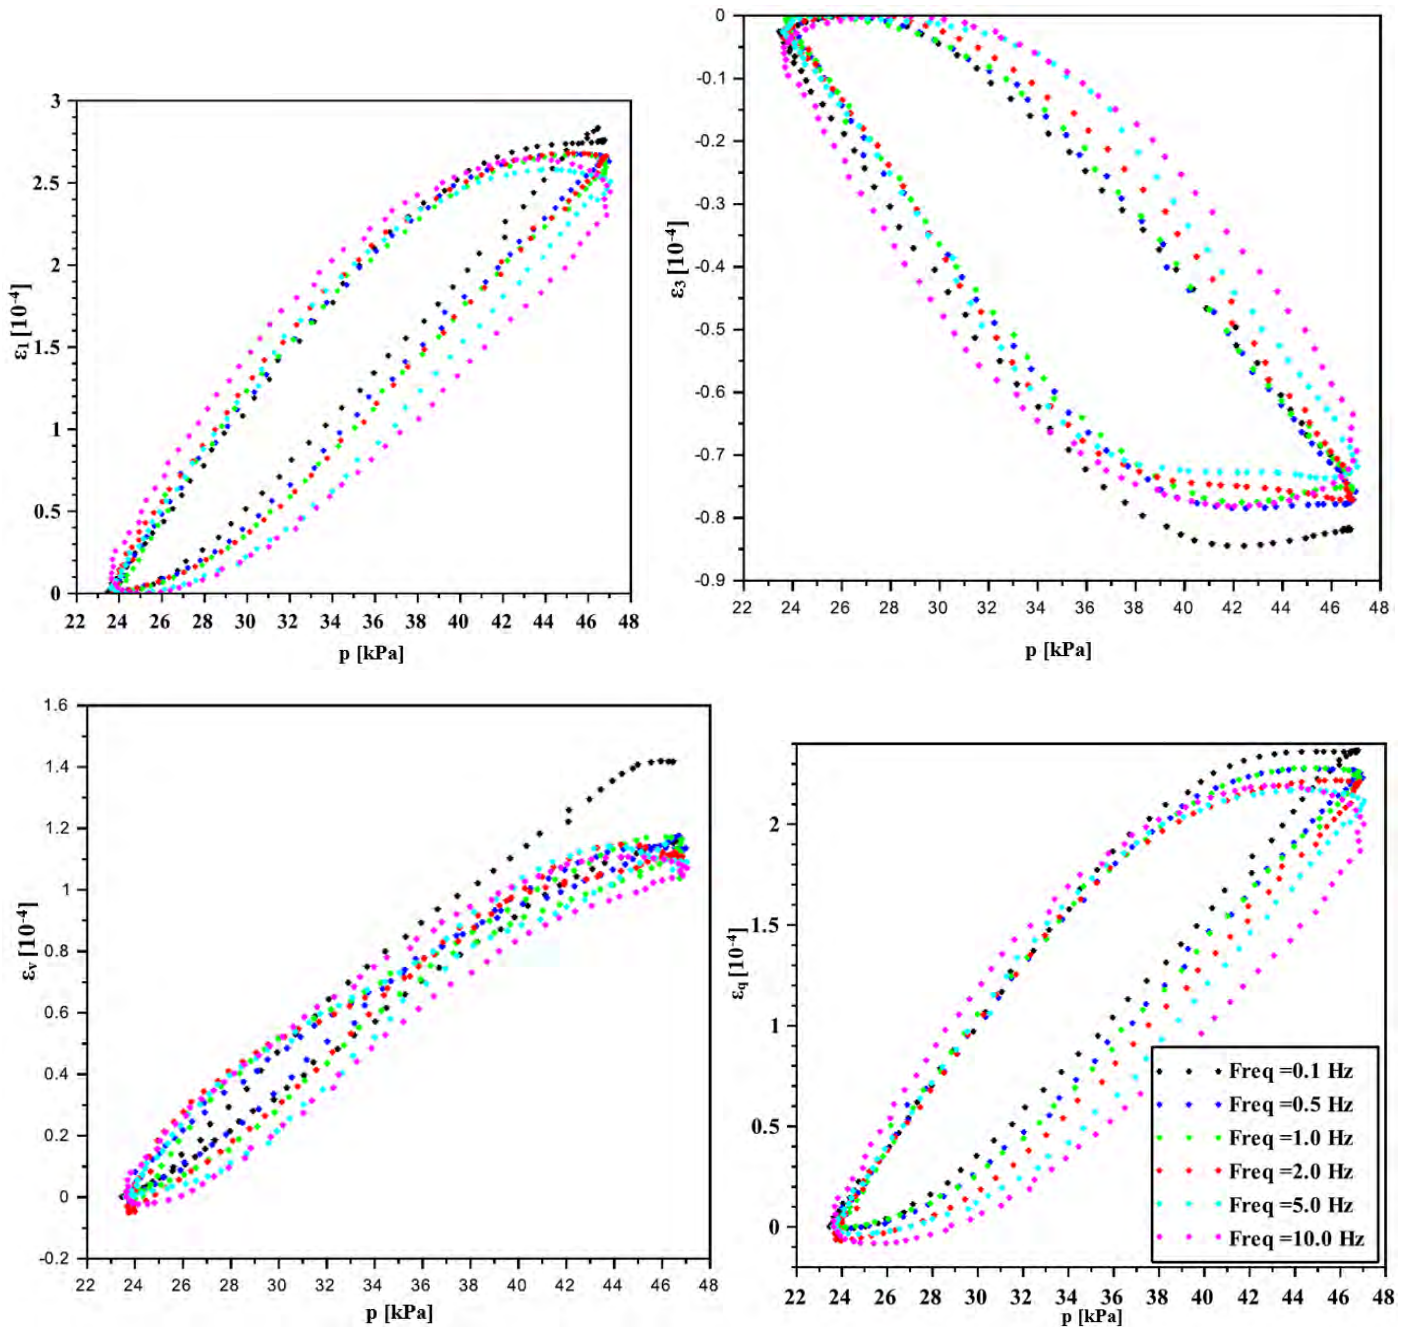 3
2.5
2
1.5
1
0.5
0
ε₁ [10⁻⁴]
22 24 26 28 30 32 34 36 38 40 42 44 46 48
p [kPa]
0
-0.1
-0.2
-0.3
-0.4
-0.5
-0.6
-0.7
-0.8
-0.9
ε₃ [10⁻⁴]
22 24 26 28 30 32 34 36 38 40 42 44 46 48
p [kPa]
1.6
1.4
1.2
1
0.8
0.6
0.4
0.2
0
-0.2
εᵥ [10⁻⁴]
22 24 26 28 30 32 34 36 38 40 42 44 46 48
p [kPa]
2
1.5
1
0.5
0
ε_q [10⁻⁴]
Freq =0.1 Hz
Freq =0.5 Hz
Freq =1.0 Hz
Freq =2.0 Hz
Freq =5.0 Hz
Freq =10.0 Hz
22 24 26 28 30 32 34 36 38 40 42 44 46 48
p [kPa]